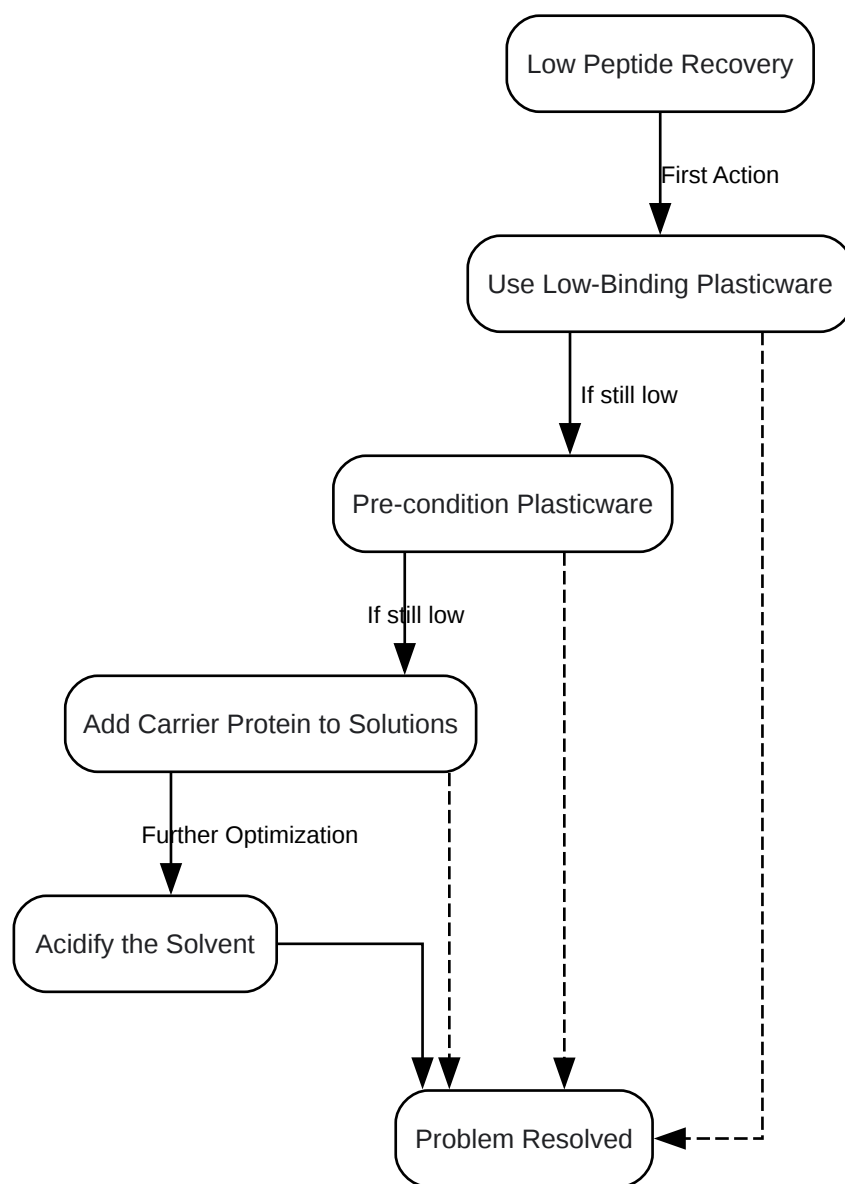 Low Peptide Recovery
First Action
Use Low-Binding Plasticware
If still low
Pre-condition Plasticware
If still low
Add Carrier Protein to Solutions
Further Optimization
Acidify the Solvent
Problem Resolved